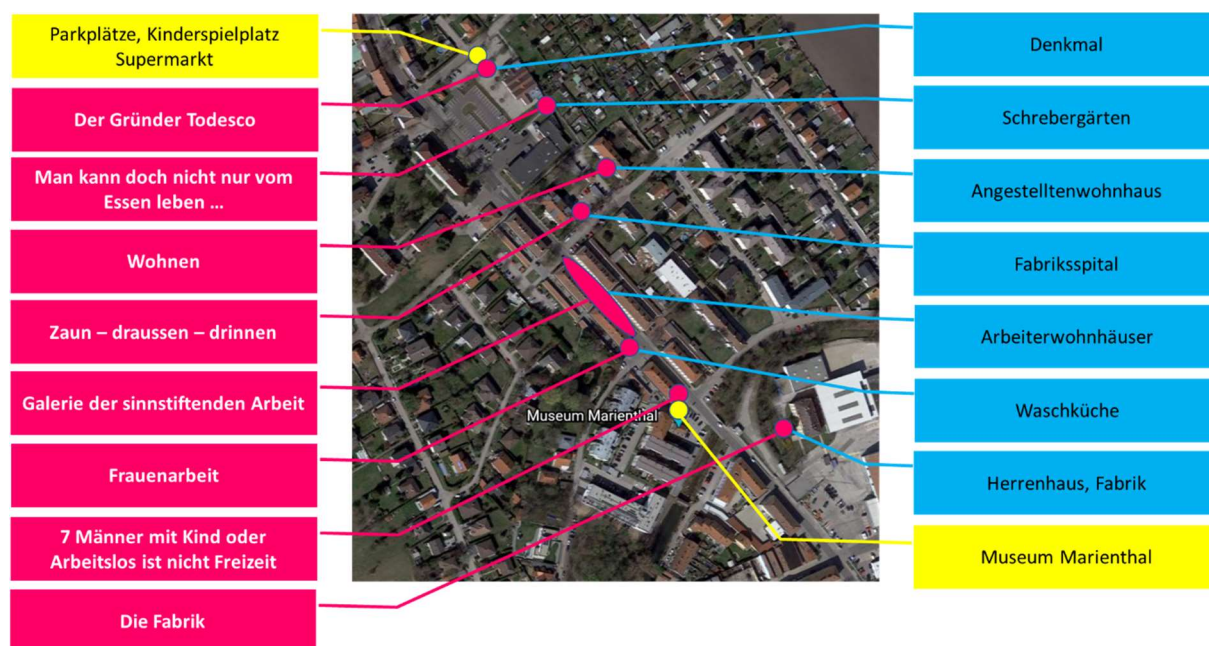 Parkplätze, Kinderspielplatz
Supermarkt
Der Gründer Todesco
Man kann doch nicht nur vom
Essen leben …
Wohnen
Zaun – draussen – drinnen
Galerie der sinnstiftenden Arbeit
Frauenarbeit
7 Männer mit Kind oder
Arbeitslos ist nicht Freizeit
Die Fabrik
Museum Marienthal
Denkmal
Schrebergärten
Angestelltenwohnhaus
Fabriksspital
Arbeiterwohnhäuser
Waschküche
Herrenhaus, Fabrik
Museum Marienthal